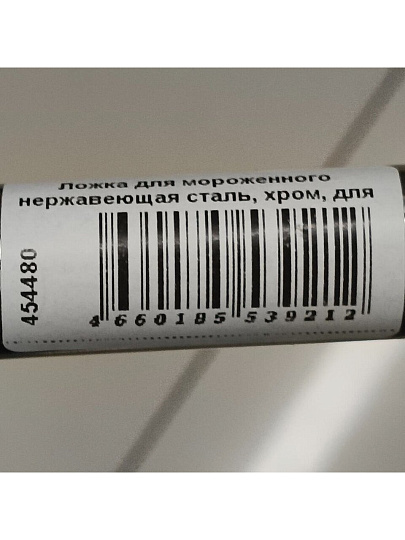 Ложка для мороженного
нержавеющая сталь, хром, для
454480
4 660185 539212